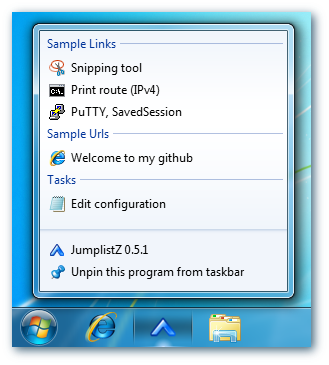 Sample Links
Snipping tool
Print route (IPv4)
PuTTY, SavedSession
Sample Urls
Welcome to my github
Tasks
Edit configuration
JumplistZ 0.5.1
Unpin this program from taskbar